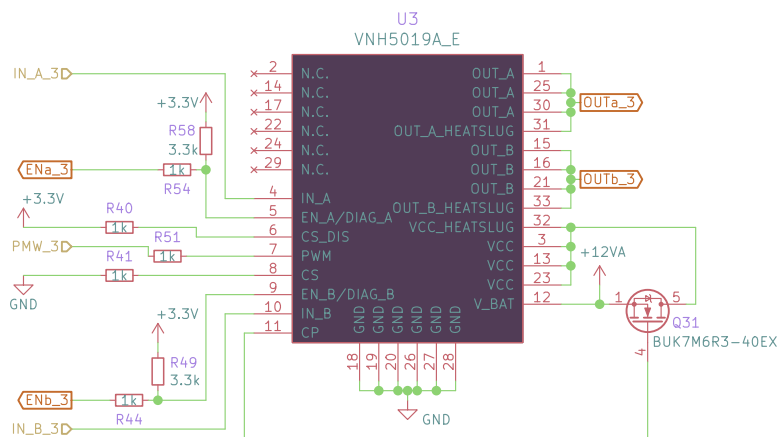 U3
VNH5019A_E
IN_A_3
+3.3V
R58
3.3k
ENa_3
1k
R54
+3.3V
R40
1k
PMW_3
R51
1k
R41
1k
GND
+3.3V
R49
3.3k
ENb_3
1k
R44
IN_B_3
2 N.C.
14 N.C.
17 N.C.
22 N.C.
24 N.C.
29 N.C.
4 IN_A
5 EN_A/DIAG_A
6 CS_DIS
7 PWM
8 CS
9 EN_B/DIAG_B
10 IN_B
11 CP
OUT_A 1
OUT_A 25
OUT_A 30
OUT_A_HEATSLUG 31
OUT_B 15
OUT_B 16
OUT_B 21
OUT_B_HEATSLUG 33
VCC_HEATSLUG 32
VCC 3
VCC 13
VCC 23
V_BAT 12
GND 18
GND 19
GND 20
GND 26
GND 27
GND 28
GND
OUTa_3
OUTb_3
+12VA
1
5
4
Q31
BUK7M6R3-40EX